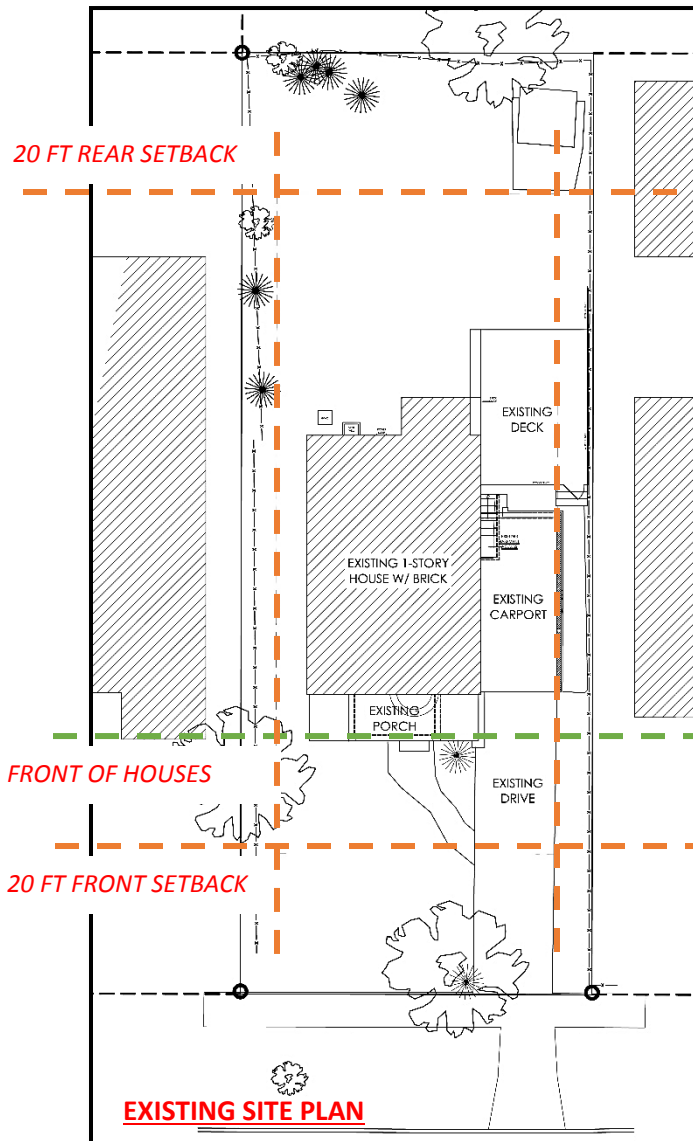 20 FT REAR SETBACK
EXISTING
DECK
EXISTING 1-STORY
HOUSE W/ BRICK
EXISTING
CARPORT
EXISTING
PORCH
FRONT OF HOUSES
EXISTING
DRIVE
20 FT FRONT SETBACK
EXISTING SITE PLAN